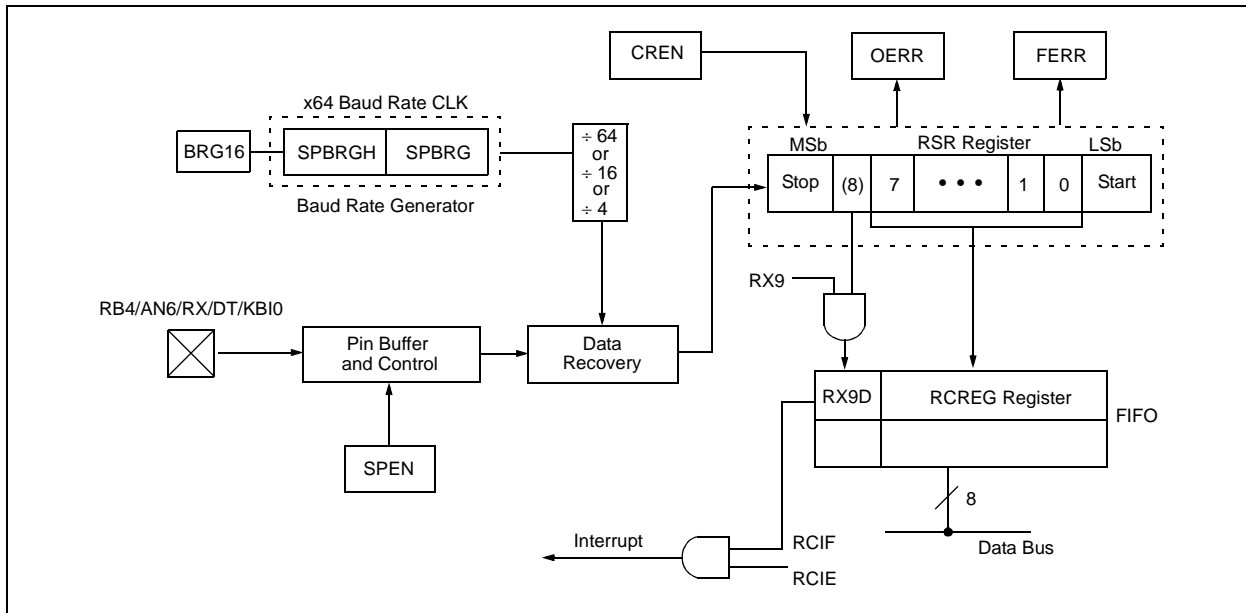 CREN
OERR
FERR
x64 Baud Rate CLK
BRG16
SPBRGH
SPBRG
Baud Rate Generator
÷ 64
or
÷ 16
or
÷ 4
MSb
RSR Register
LSb
Stop
(8)
7
• • •
1
0
Start
RX9
RB4/AN6/RX/DT/KBI0
Pin Buffer
and Control
Data
Recovery
SPEN
RX9D
RCREG Register
FIFO
8
Data Bus
Interrupt
RCIF
RCIE